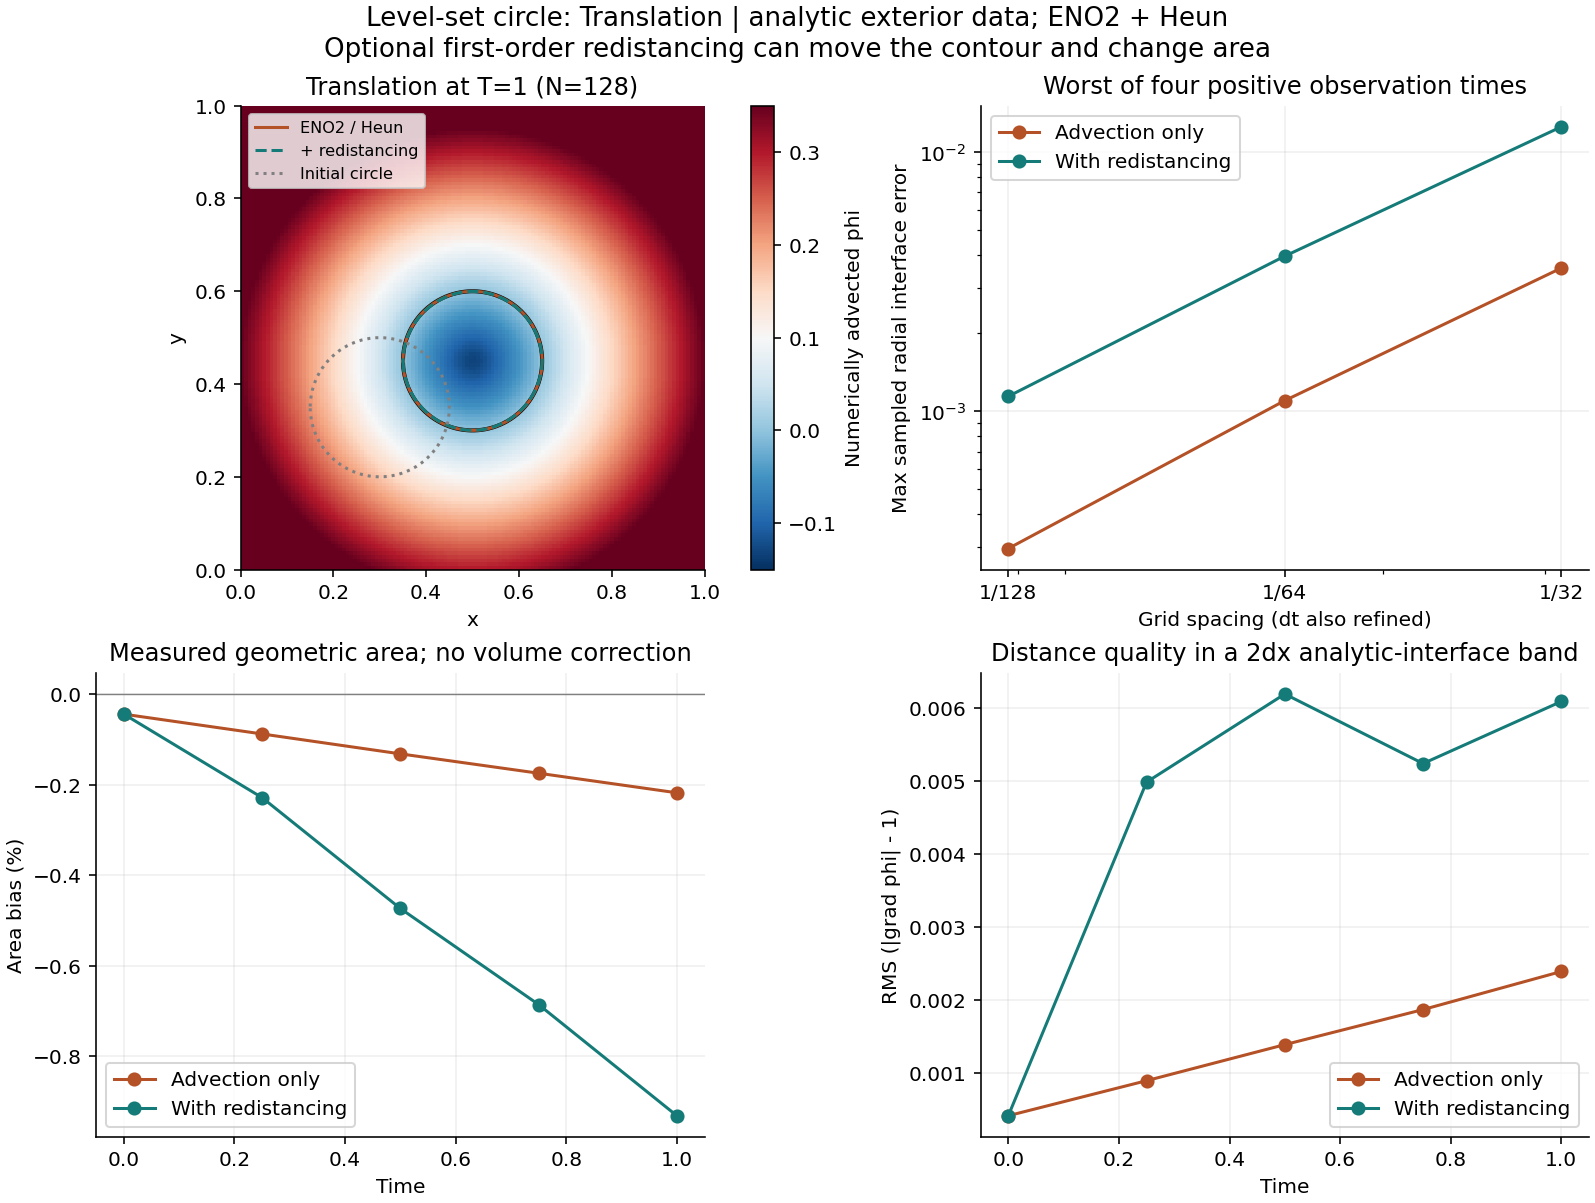 Level-set circle: Translation | analytic exterior data; ENO2 + Heun
Optional first-order redistancing can move the contour and change area
Translation at T=1 (N=128)
ENO2 / Heun
+ redistancing
Initial circle
1.0
0.8
0.6
0.4
0.2
0.0
y
0.0
0.2
0.4
0.6
0.8
1.0
x
0.3
0.2
0.1
0.0
−0.1
Numerically advected phi
Worst of four positive observation times
Advection only
With redistancing
10⁻²
10⁻³
Max sampled radial interface error
1/128
1/64
1/32
Grid spacing (dt also refined)
Measured geometric area; no volume correction
0.0
−0.2
−0.4
−0.6
−0.8
Area bias (%)
Advection only
With redistancing
0.0
0.2
0.4
0.6
0.8
1.0
Time
Distance quality in a 2dx analytic-interface band
0.006
0.005
0.004
0.003
0.002
0.001
RMS (|grad phi| - 1)
Advection only
With redistancing
0.0
0.2
0.4
0.6
0.8
1.0
Time